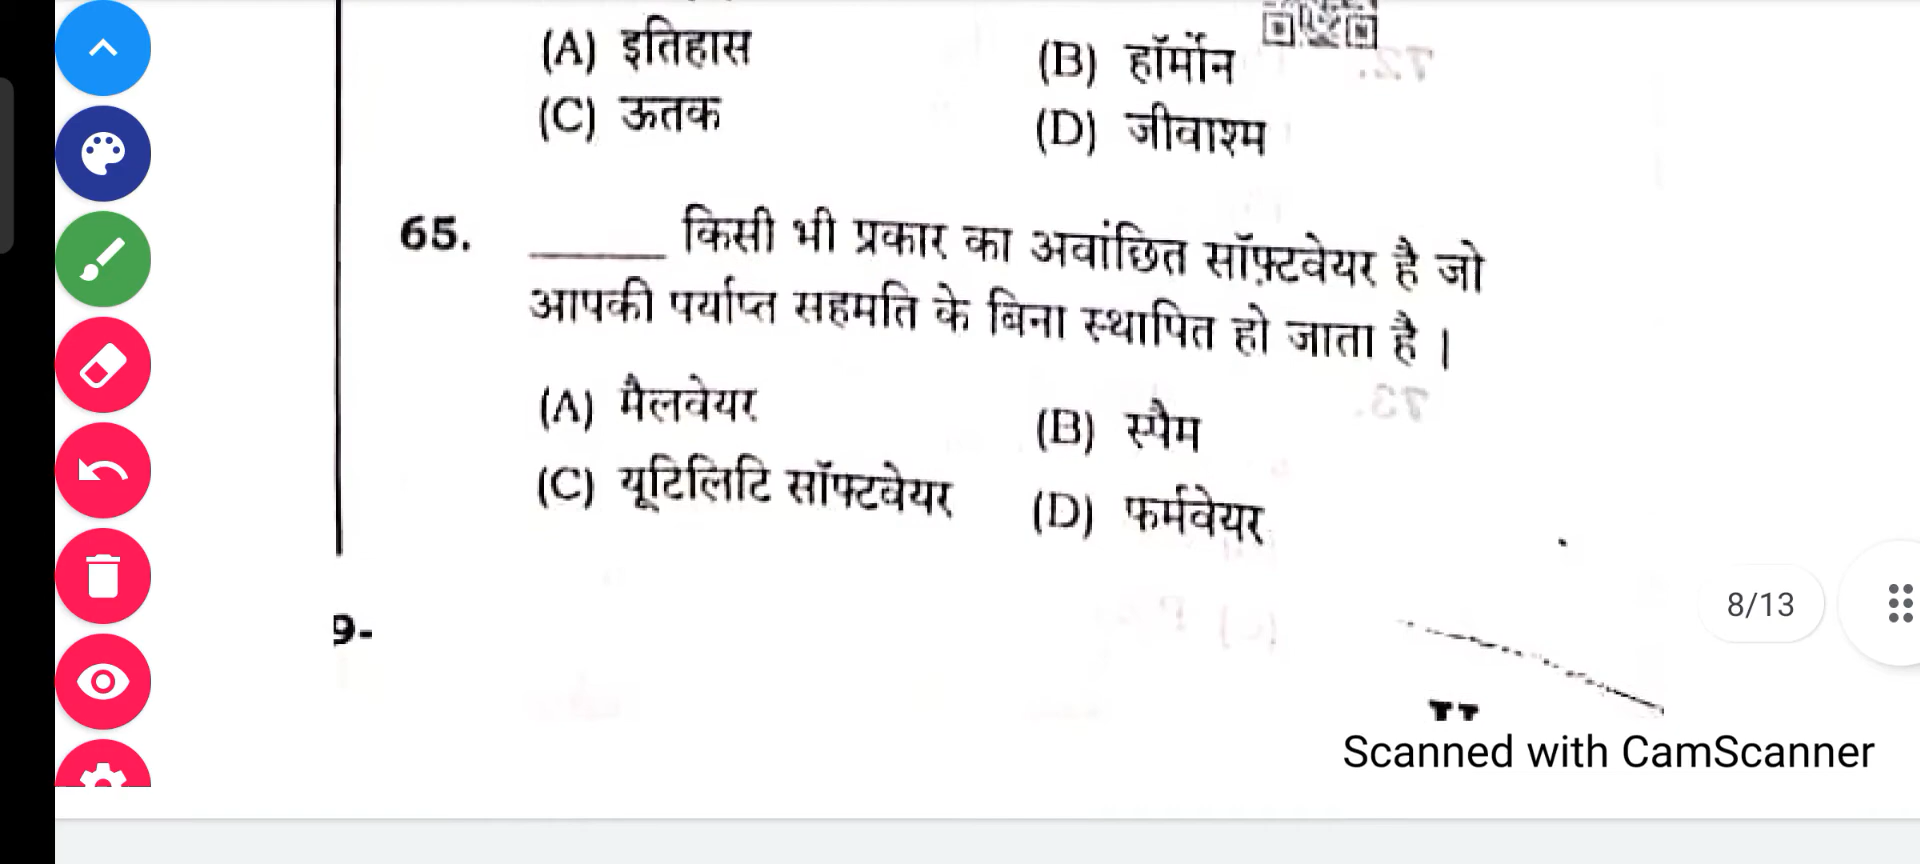 (A) इतिहास (B) हॉर्मोन
(C) ऊतक (D) जीवाश्म
65. ______ किसी भी प्रकार का अवांछित सॉफ़्टवेयर है जो
आपकी पर्याप्त सहमति के बिना स्थापित हो जाता है।
(A) मैलवेयर (B) स्पैम
(C) यूटिलिटि सॉफ्टवेयर (D) फर्मवेयर
8/13
9-
Scanned with CamScanner